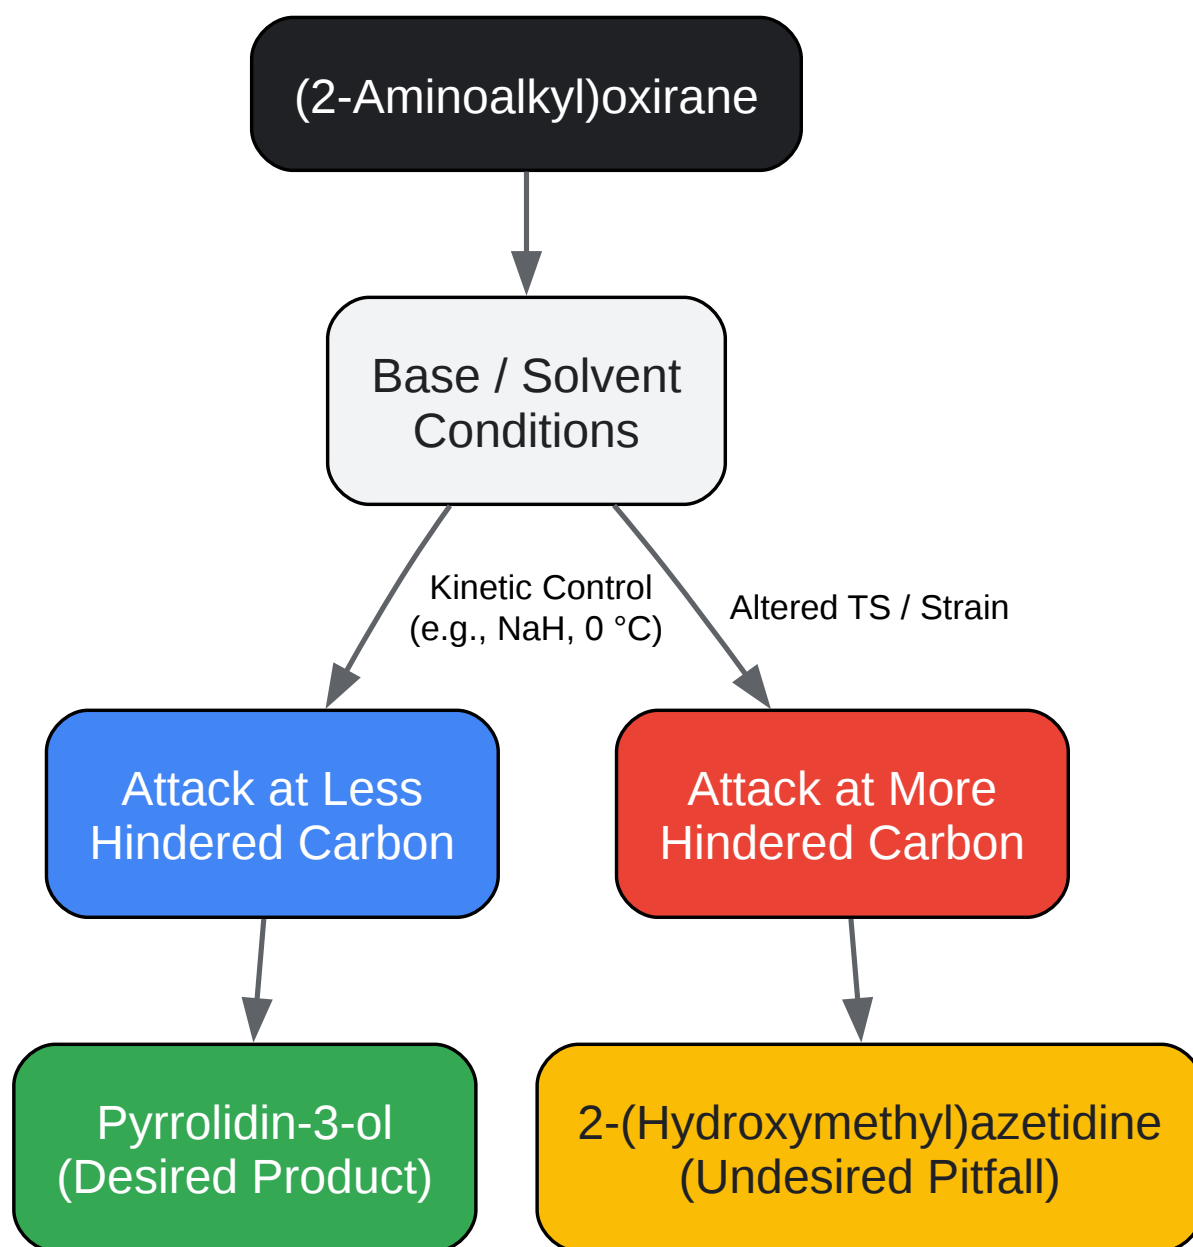 (2-Aminoalkyl)oxirane
Base / Solvent
Conditions
Kinetic Control
(e.g., NaH, 0 °C)
Altered TS / Strain
Attack at Less
Hindered Carbon
Attack at More
Hindered Carbon
Pyrrolidin-3-ol
(Desired Product)
2-(Hydroxymethyl)azetidine
(Undesired Pitfall)